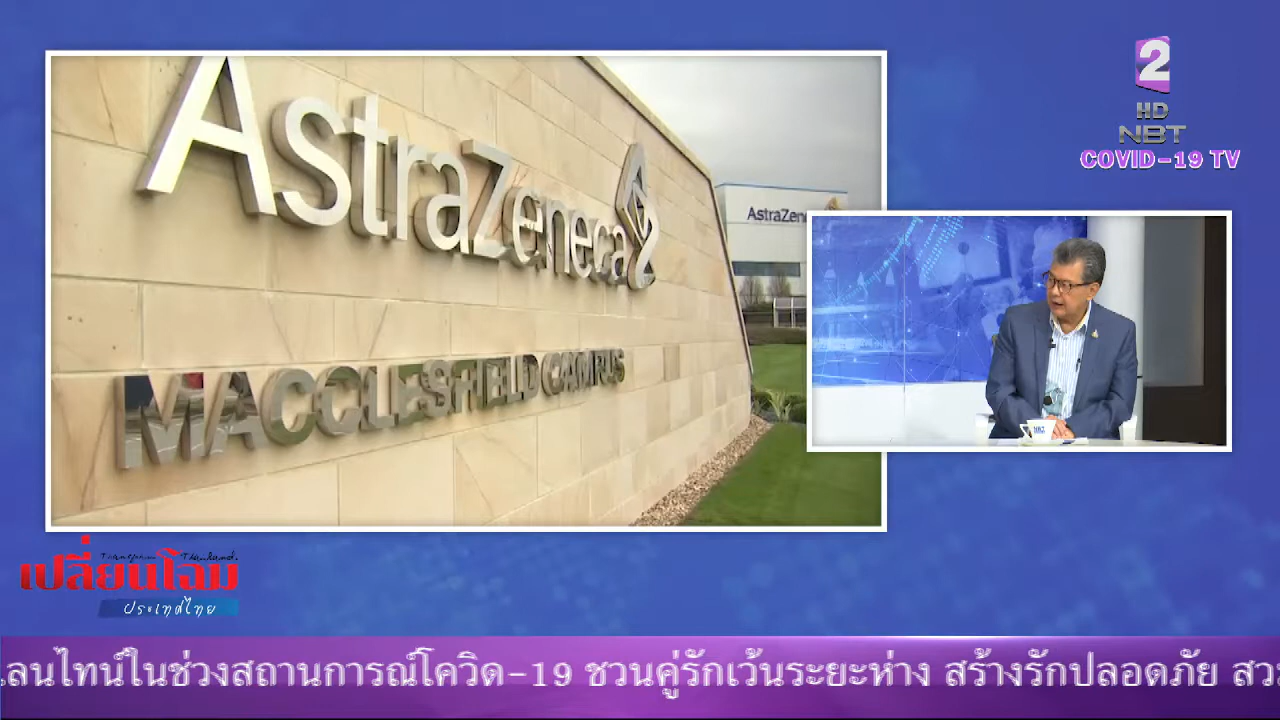 AstraZeneca
MACCLESFIELD CAMPUS
AstraZene
2
HD
NBT
COVID-19 TV
NBT
Transform Thailand.
เปลี่ยนโฉม
ประเทศไทย
เลนไทน์ในช่วงสถานการณ์โควิด-19 ชวนคู่รักเว้นระยะห่าง สร้างรักปลอดภัย